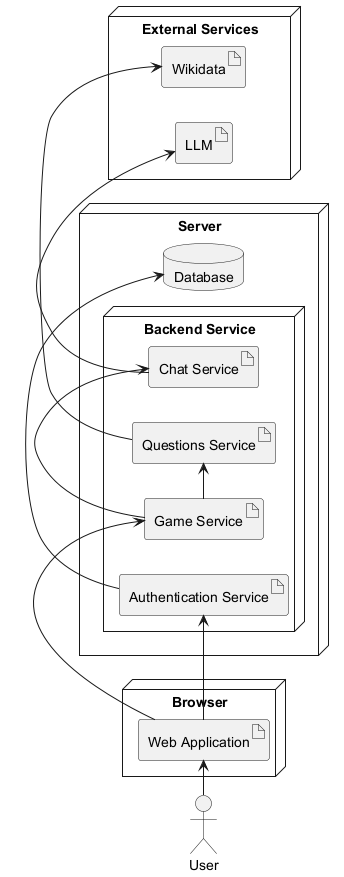 External Services
Wikidata
LLM
Server
Database
Backend Service
Chat Service
Questions Service
Game Service
Authentication Service
Browser
Web Application
User